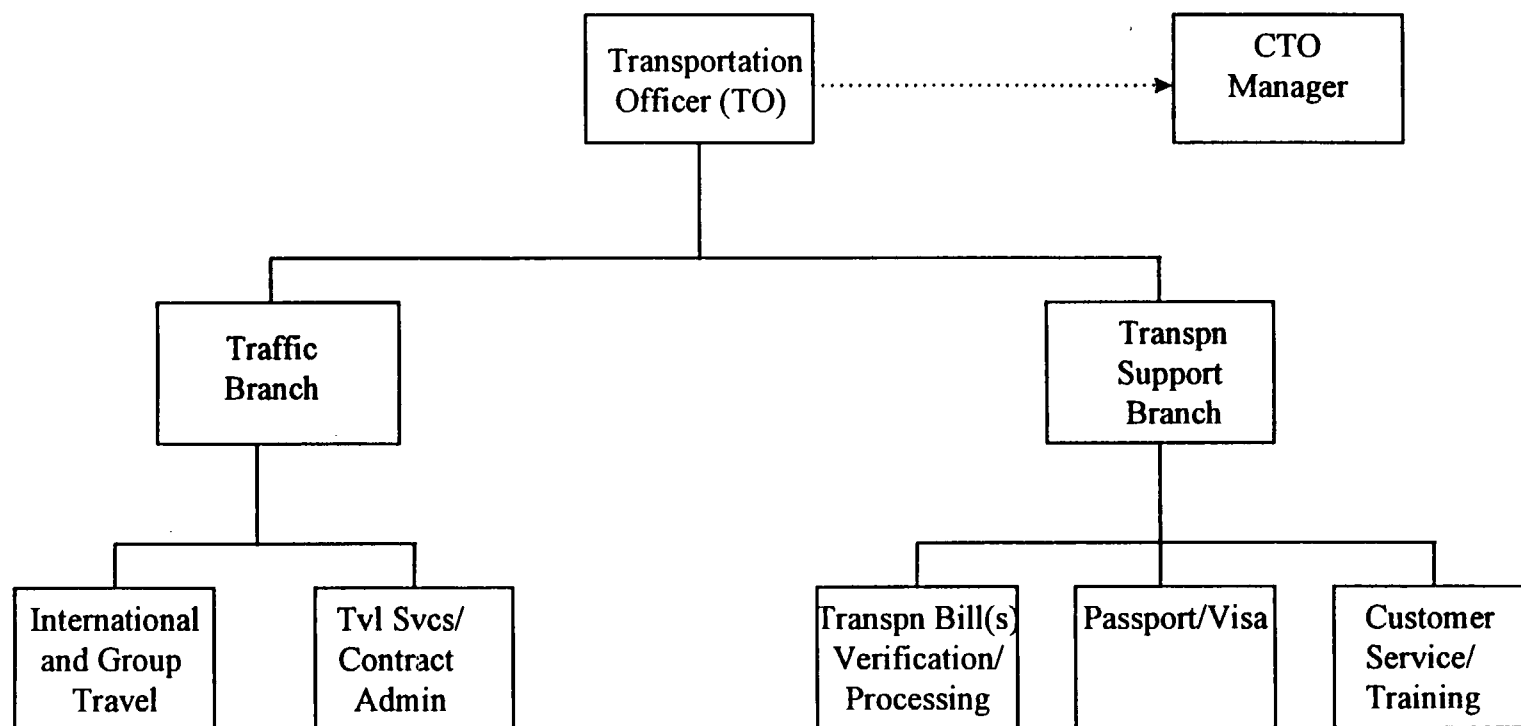 Transportation
Officer (TO)
CTO
Manager
Traffic
Branch
Transpn
Support
Branch
International
and Group
Travel
Tvl Svcs/
Contract
Admin
Transpn Bill(s)
Verification/
Processing
Passport/Visa
Customer
Service/
Training